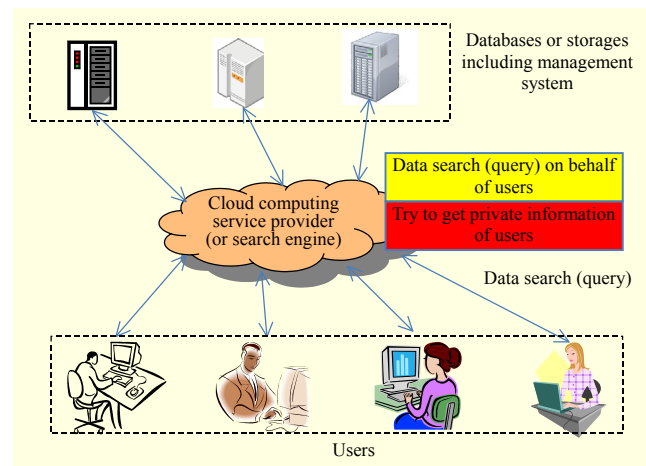 Databases or storages
including management
system
Data search (query) on behalf
of users
Cloud computing
service provider
(or search engine)
Try to get private information
of users
Data search (query)
Users